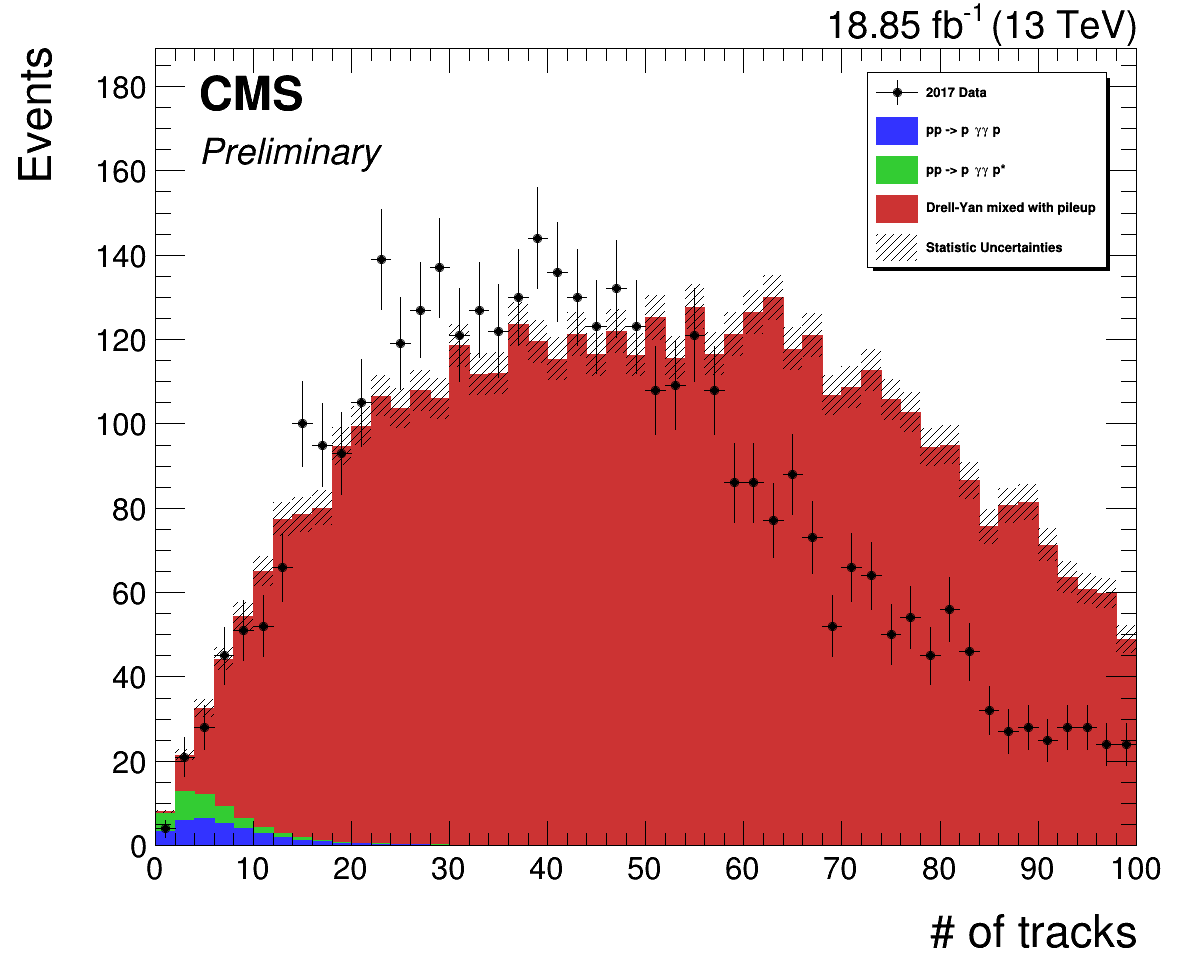 18.85 fb⁻¹ (13 TeV)
Events
CMS
Preliminary
2017 Data
pp -> p γγ p
pp -> p γγ p*
Drell-Yan mixed with pileup
Statistic Uncertainties
180
160
140
120
100
80
60
40
20
0
0 10 20 30 40 50 60 70 80 90 100
# of tracks